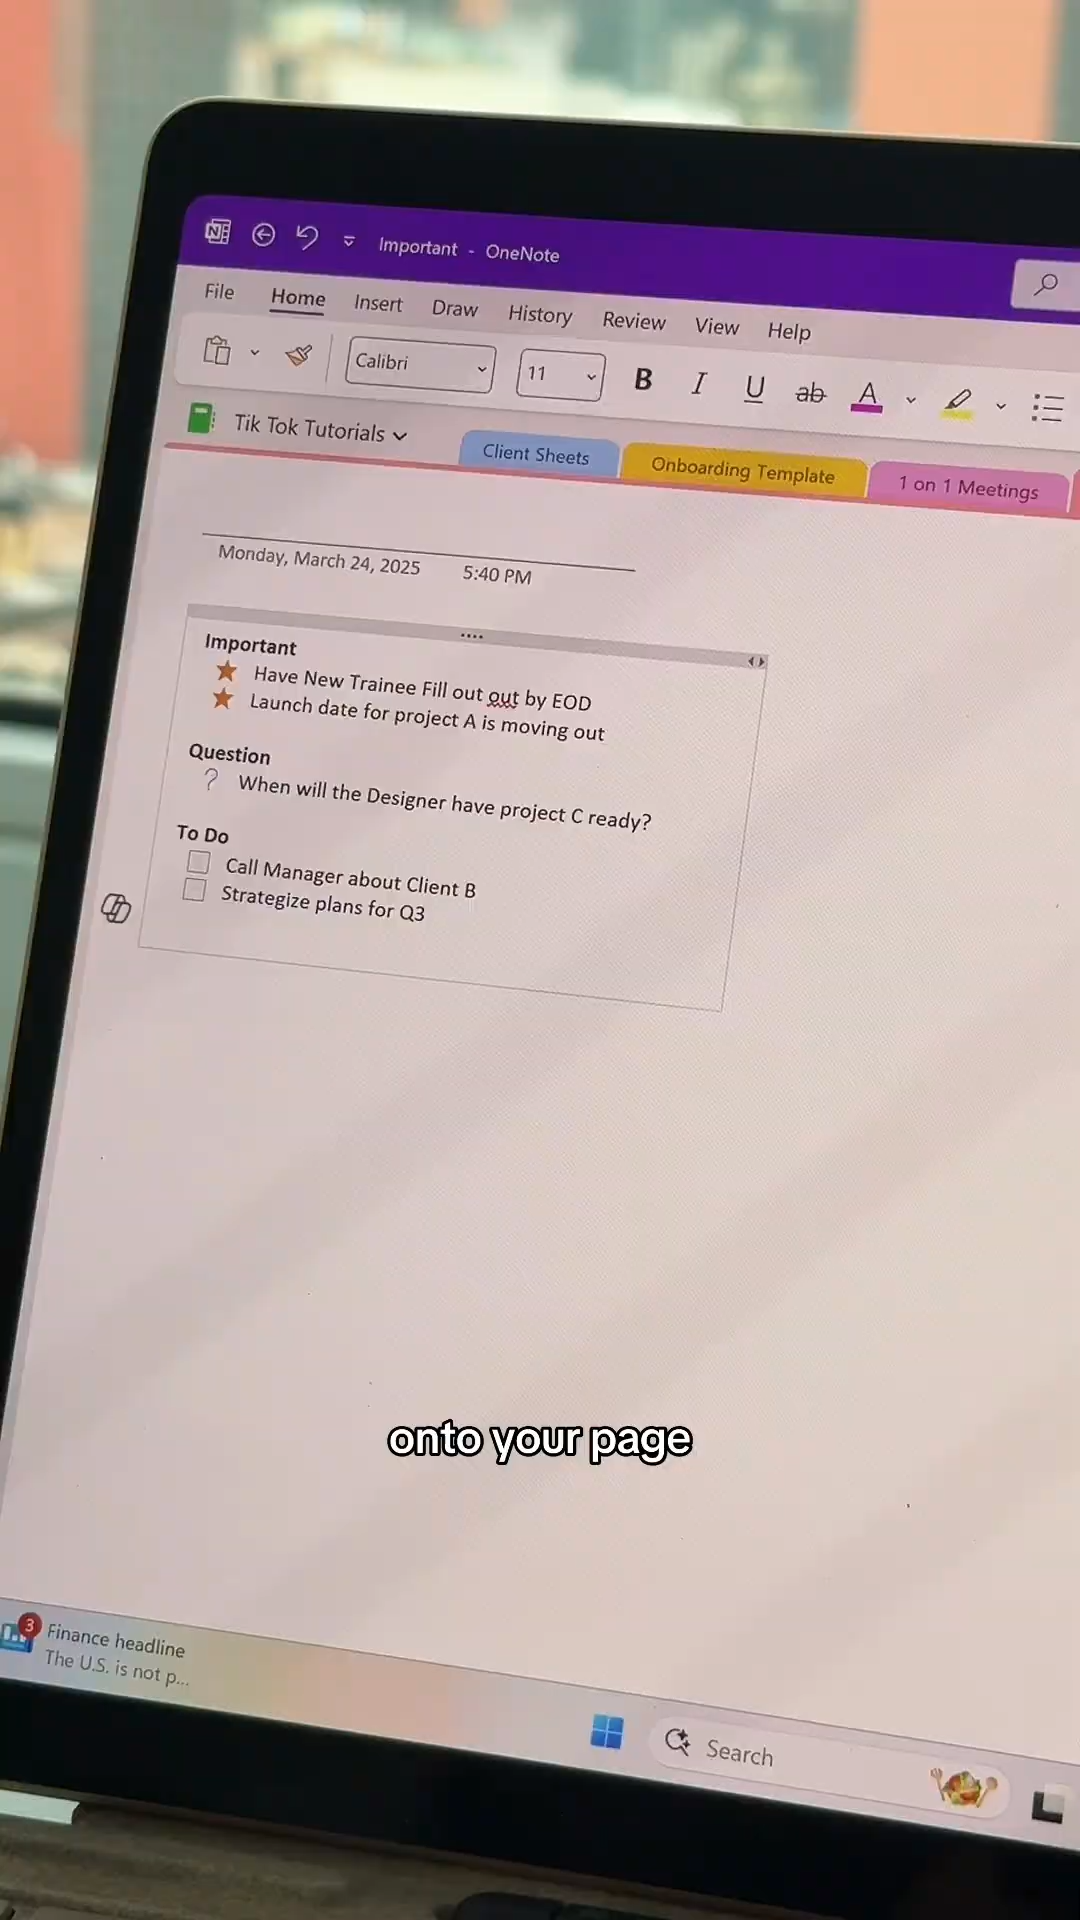 Important - OneNote
File Home Insert Draw History Review View Help
Calibri 11 B I U ab A
Tik Tok Tutorials Client Sheets Onboarding Template 1 on 1 Meetings
Monday, March 24, 2025 5:40 PM
Important
Have New Trainee Fill out out by EOD
Launch date for project A is moving out
Question
? When will the Designer have project C ready?
To Do
Call Manager about Client B
Strategize plans for Q3
onto your page
3 Finance headline
The U.S. is not p...
Search